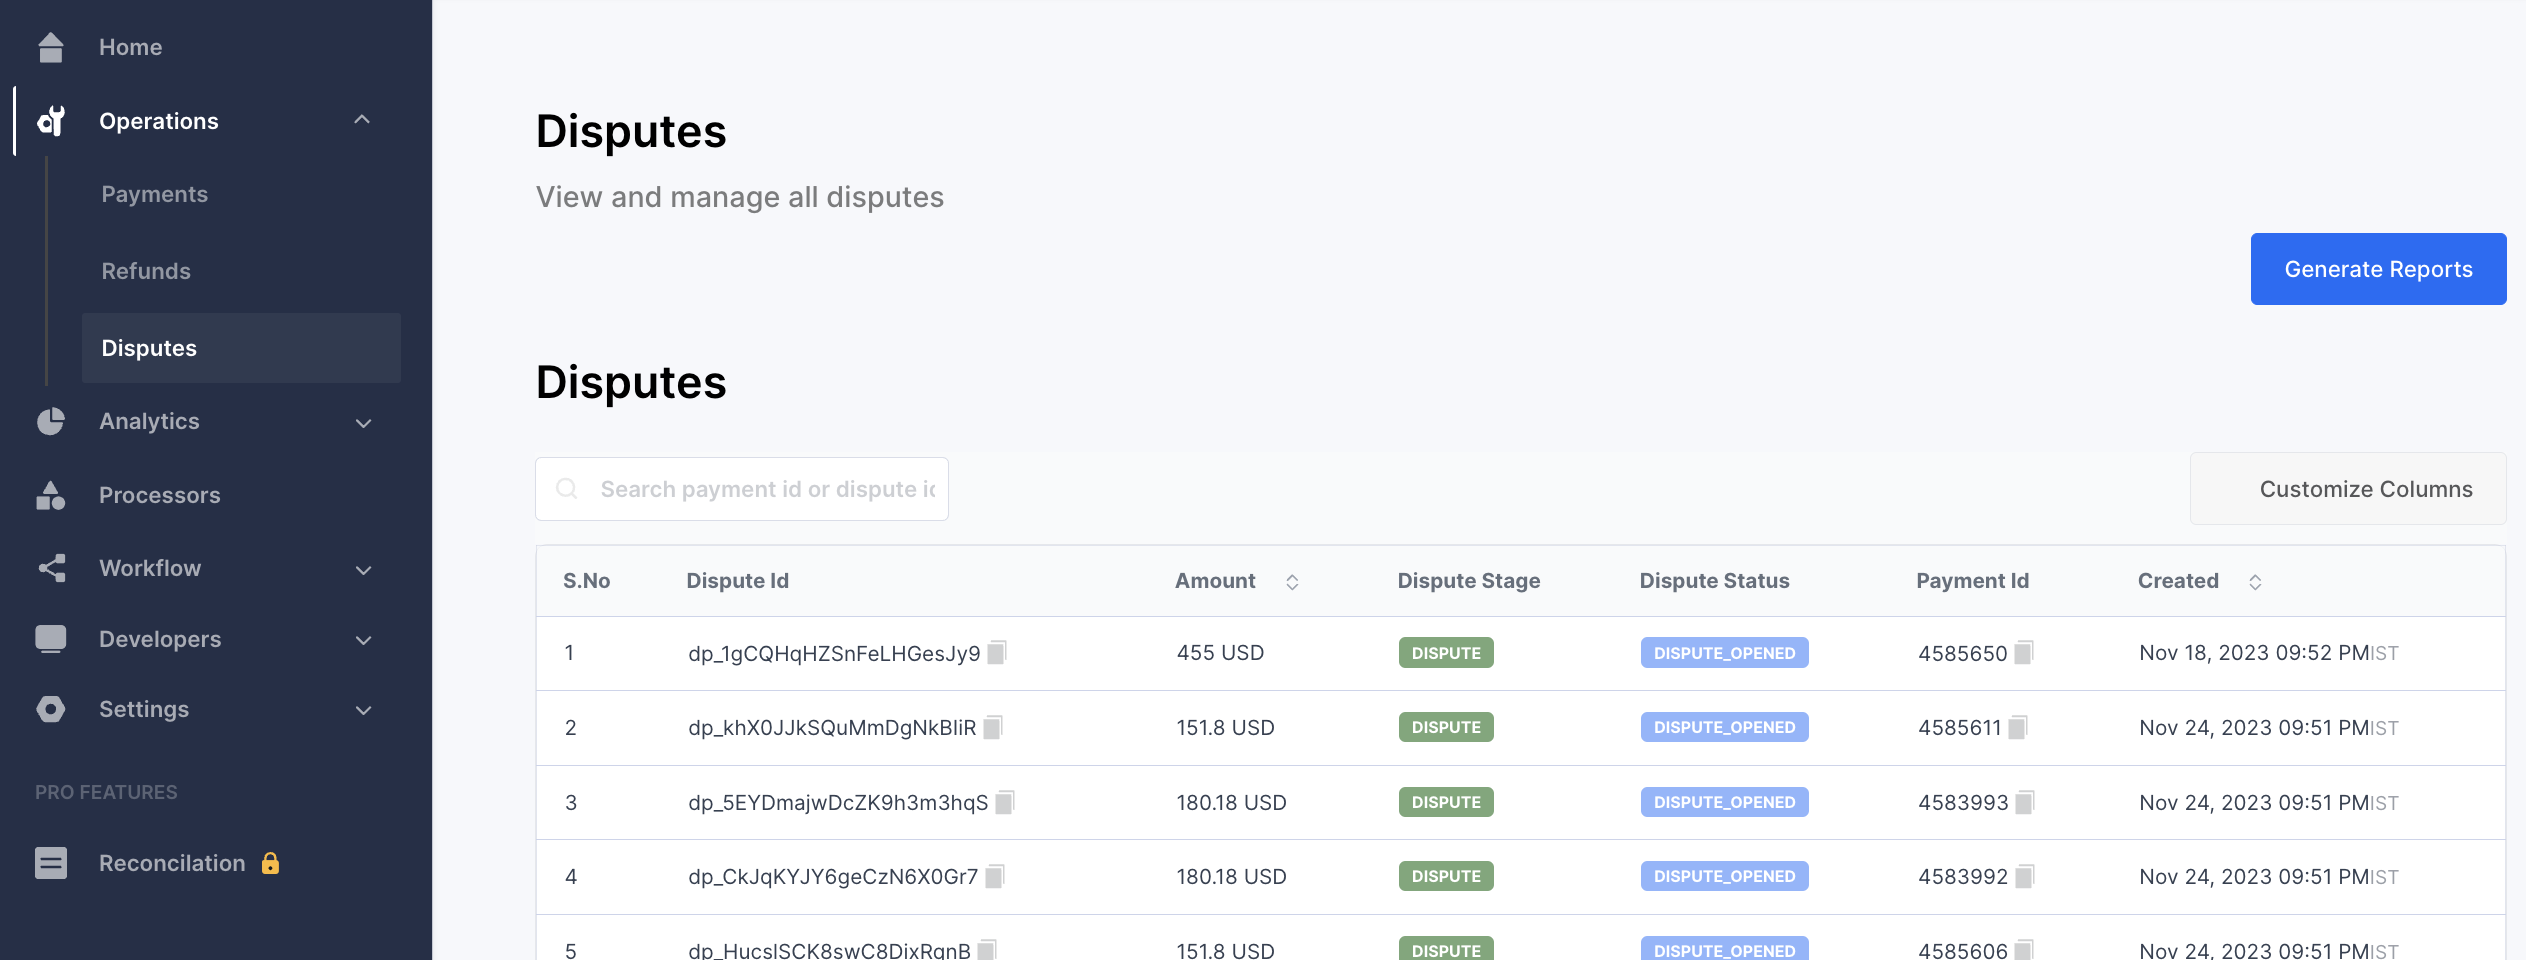 Home
Operations
Payments
Refunds
Disputes
Analytics
Processors
Workflow
Developers
Settings
PRO FEATURES
Reconcilation
Disputes
View and manage all disputes
Generate Reports
Disputes
Search payment id or dispute id
Customize Columns
S.No Dispute Id Amount Dispute Stage Dispute Status Payment Id Created
1 dp_1gCQHqHZSnFeLHGesJy9 455 USD DISPUTE DISPUTE_OPENED 4585650 Nov 18, 2023 09:52 PMIST
2 dp_khX0JJkSQuMmDgNkBIiR 151.8 USD DISPUTE DISPUTE_OPENED 4585611 Nov 24, 2023 09:51 PMIST
3 dp_5EYDmajwDcZK9h3m3hqS 180.18 USD DISPUTE DISPUTE_OPENED 4583993 Nov 24, 2023 09:51 PMIST
4 dp_CkJqKYJY6geCzN6X0Gr7 180.18 USD DISPUTE DISPUTE_OPENED 4583992 Nov 24, 2023 09:51 PMIST
5 dp_HucsISCK8swC8DixRqnB 151.8 USD DISPUTE DISPUTE_OPENED 4585606 Nov 24, 2023 09:51 PMIST